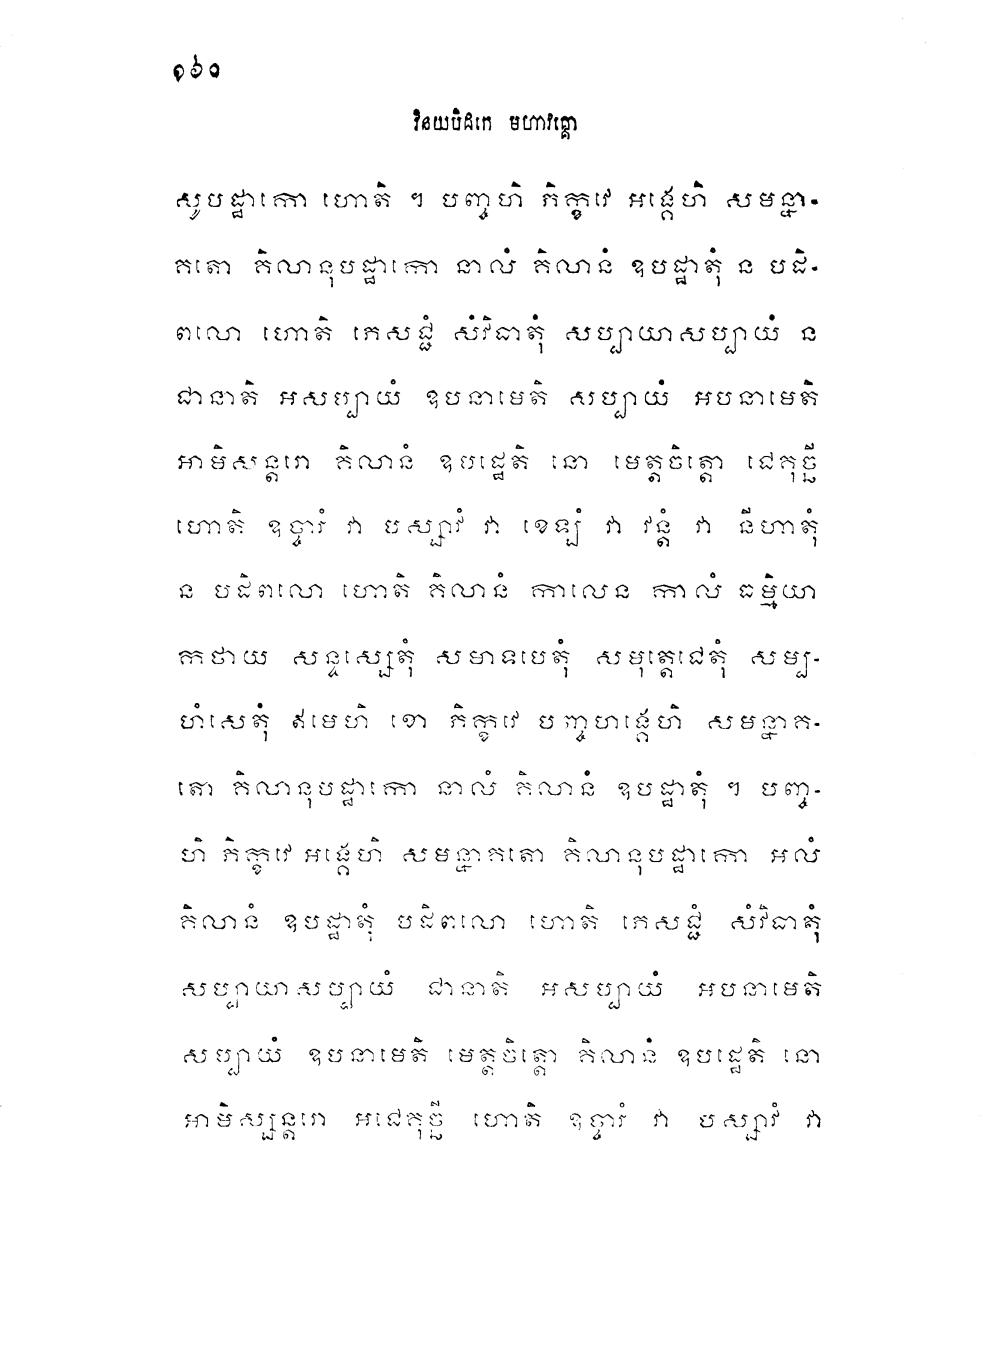 ១៦០
វិនយបិដកេ មហាវគ្គោ
សូបដ្ឋាកោ ហោតិ ។ បញ្ចហិ ភិក្ខវេ អង្គេហិ សមន្នា-
គតោ គិលានុបដ្ឋាកោ នាលំ គិលានំ ឧបដ្ឋាតុំ ន បដិ-
ពលោ ហោតិ ភេសជ្ជំ សំវិធាតុំ សប្បាយាសប្បាយំ ន
ជានាតិ អសប្បាយំ ឧបនាមេតិ សប្បាយំ អបនាមេតិ
អាមិសន្តរោ គិលានំ ឧបដ្ឋេតិ នោ មេត្តចិត្តោ ជេគុច្ឆី
ហោតិ ឧច្ចារំ វា បស្សាវំ វា ខេឡំ វា វន្តំ វា នីហាតុំ
ន បដិពលោ ហោតិ គិលានំ កាលេន កាលំ ធម្មិយា
កថាយ សន្ទស្សេតុំ សមាទបេតុំ សមុត្តេជេតុំ សម្ប-
ហំសេតុំ ឥមេហិ ខោ ភិក្ខវេ បញ្ចហង្គេហិ សមន្នាគ-
តោ គិលានុបដ្ឋាកោ នាលំ គិលានំ ឧបដ្ឋាតុំ ។ បញ្ច-
ហិ ភិក្ខវេ អង្គេហិ សមន្នាគតោ គិលានុបដ្ឋាកោ អលំ
គិលានំ ឧបដ្ឋាតុំ បដិពលោ ហោតិ ភេសជ្ជំ សំវិធាតុំ
សប្បាយាសប្បាយំ ជានាតិ អសប្បាយំ អបនាមេតិ
សប្បាយំ ឧបនាមេតិ មេត្តចិត្តោ គិលានំ ឧបដ្ឋេតិ នោ
អាមិស្សន្តរោ អជេគុច្ឆី ហោតិ ឧច្ចារំ វា បស្សាវំ វា